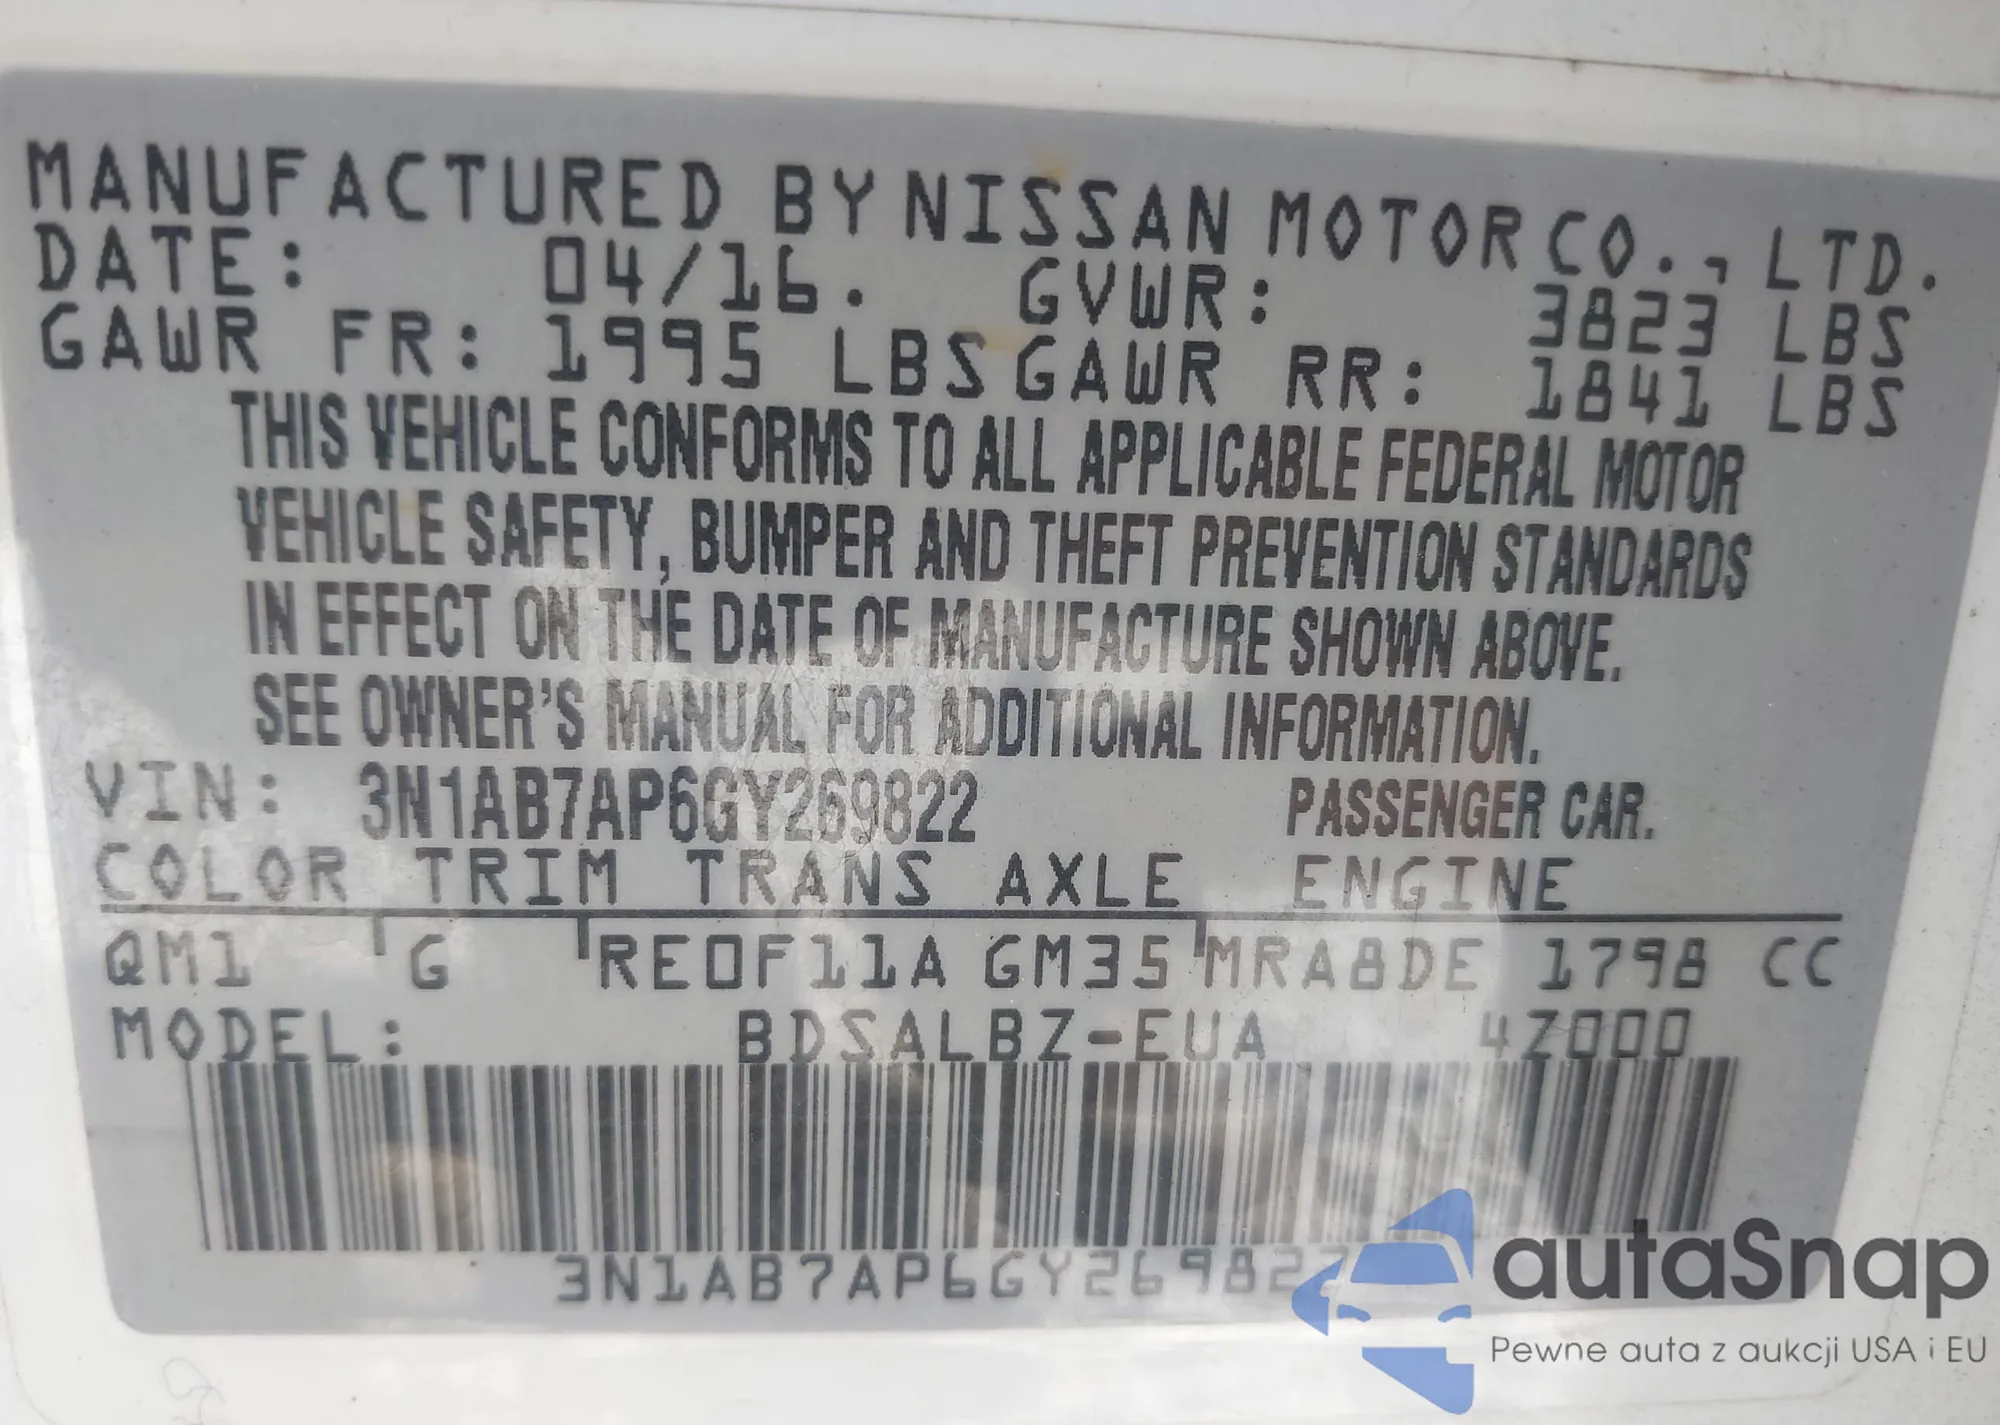 MANUFACTURED BY NISSAN MOTOR CO., LTD.
DATE: 04/16. GVWR: 3823 LBS
GAWR FR: 1995 LBS GAWR RR: 1841 LBS
THIS VEHICLE CONFORMS TO ALL APPLICABLE FEDERAL MOTOR
VEHICLE SAFETY, BUMPER AND THEFT PREVENTION STANDARDS
IN EFFECT ON THE DATE OF MANUFACTURE SHOWN ABOVE.
SEE OWNER'S MANUAL FOR ADDITIONAL INFORMATION.
VIN: 3N1AB7AP6GY269822 PASSENGER CAR.
COLOR TRIM TRANS AXLE ENGINE
QM1 G RE0F11A GM35 MRA8DE 1798 CC
MODEL: BDSALBZ-EUA 4Z000
3N1AB7AP6GY269822
autaSnap
Pewne auta z aukcji USA i EU